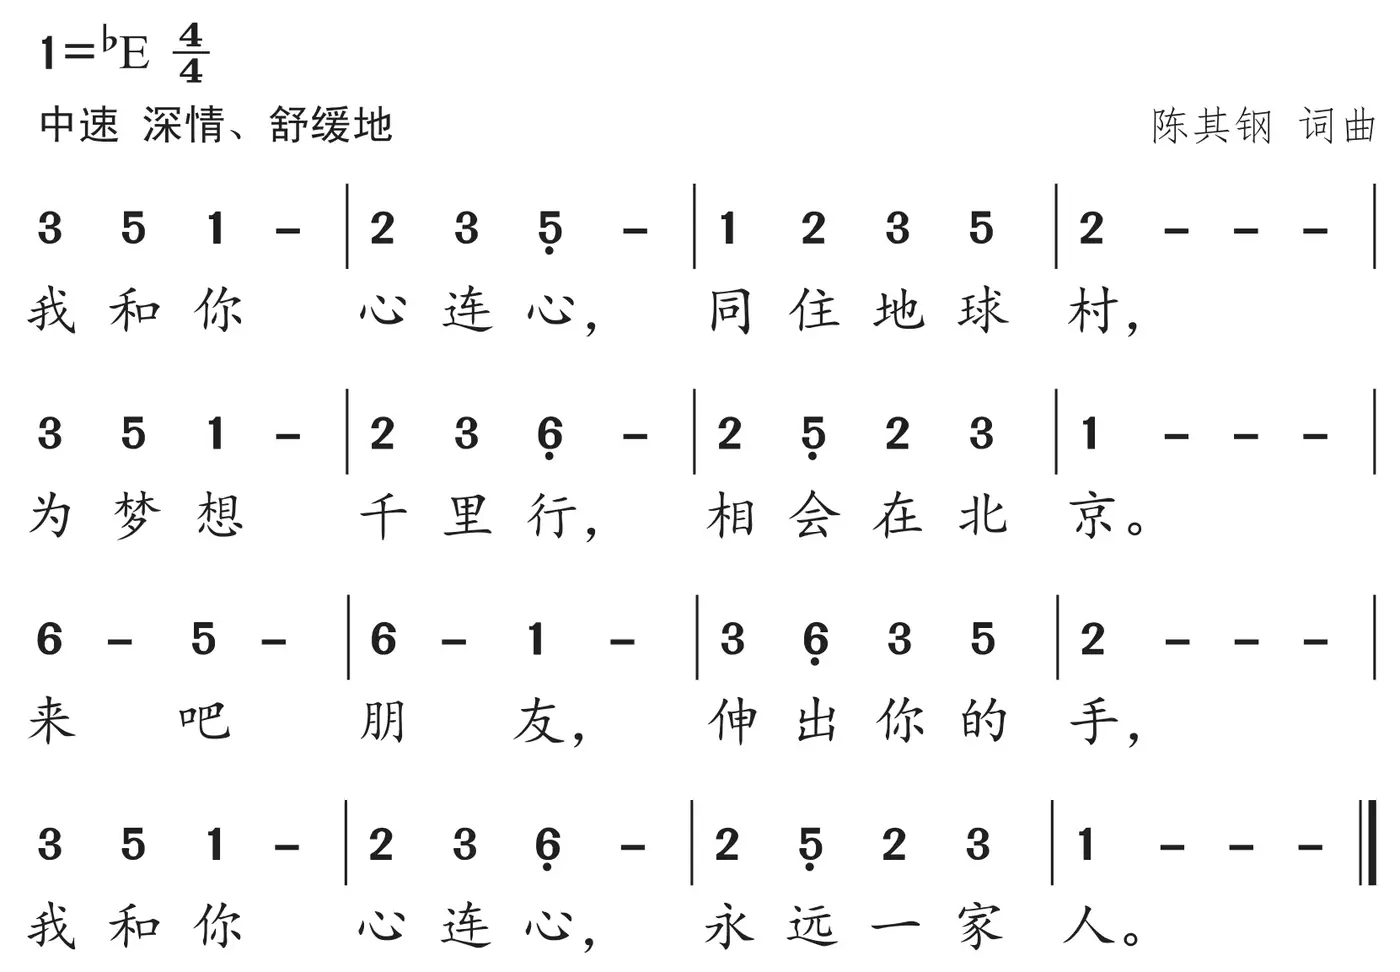 1=♭E 4/4
中速 深情、舒缓地 陈其钢 词曲
3 5 1 - | 2 3 5̣ - | 1 2 3 5 | 2 - - - |
我和你 心连心, 同住地球村,
3 5 1 - | 2 3 6̣ - | 2 5̣ 2 3 | 1 - - - |
为梦想 千里行, 相会在北京。
6 - 5 - | 6 - 1 - | 3 6̣ 3 5 | 2 - - - |
来吧 朋友, 伸出你的手,
3 5 1 - | 2 3 6̣ - | 2 5̣ 2 3 | 1 - - - ‖
我和你 心连心, 永远一家人。